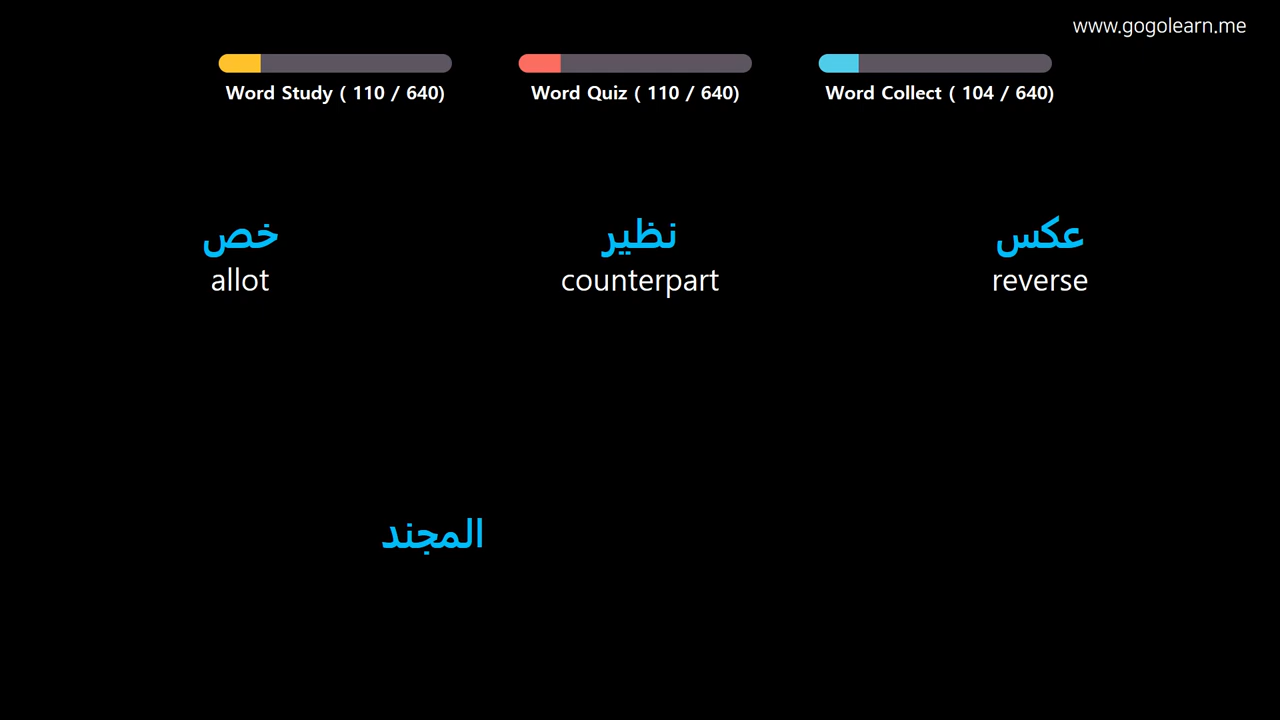 www.gogolearn.me
Word Study ( 110 / 640)
Word Quiz ( 110 / 640)
Word Collect ( 104 / 640)
خص
allot
نظير
counterpart
عكس
reverse
المجند